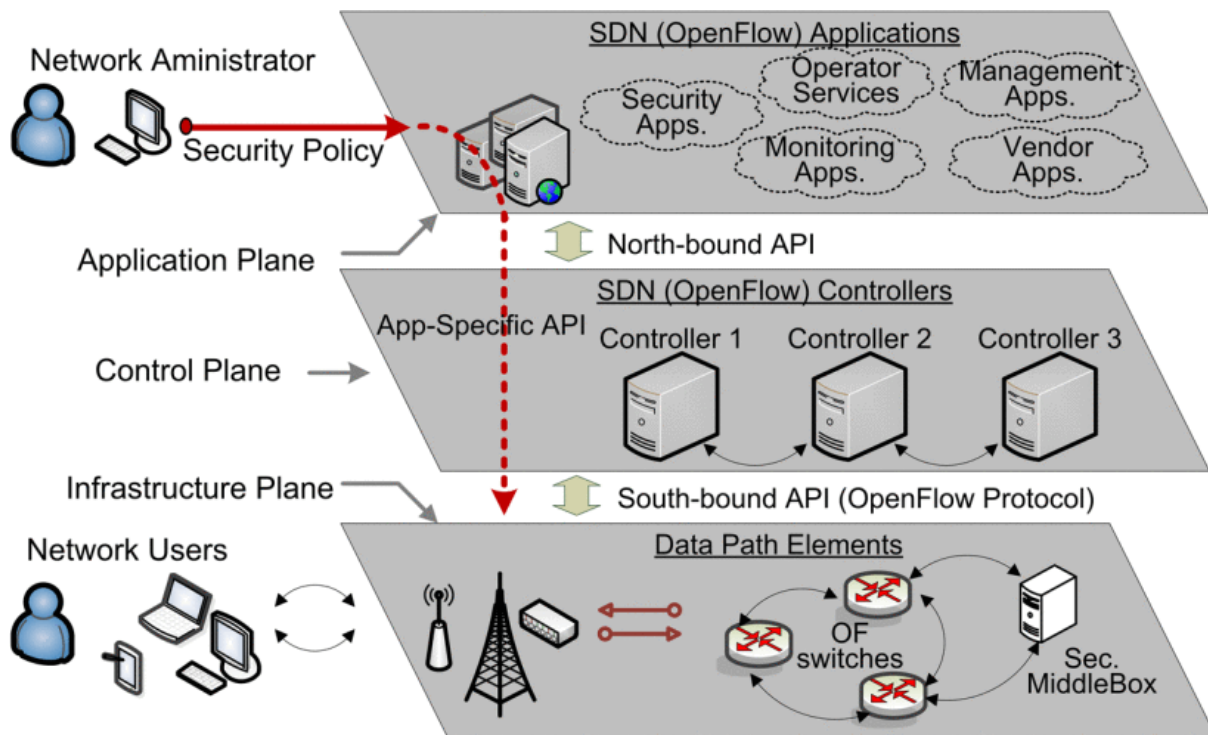 SDN (OpenFlow) Applications
Network Aministrator
Operator
Services
Management
Apps.
Security
Apps.
Security Policy
Monitoring
Apps.
Vendor
Apps.
Application Plane
North-bound API
SDN (OpenFlow) Controllers
App-Specific API
Controller 1
Controller 2
Controller 3
Control Plane
Infrastructure Plane
South-bound API (OpenFlow Protocol)
Network Users
Data Path Elements
OF
switches
Sec.
MiddleBox